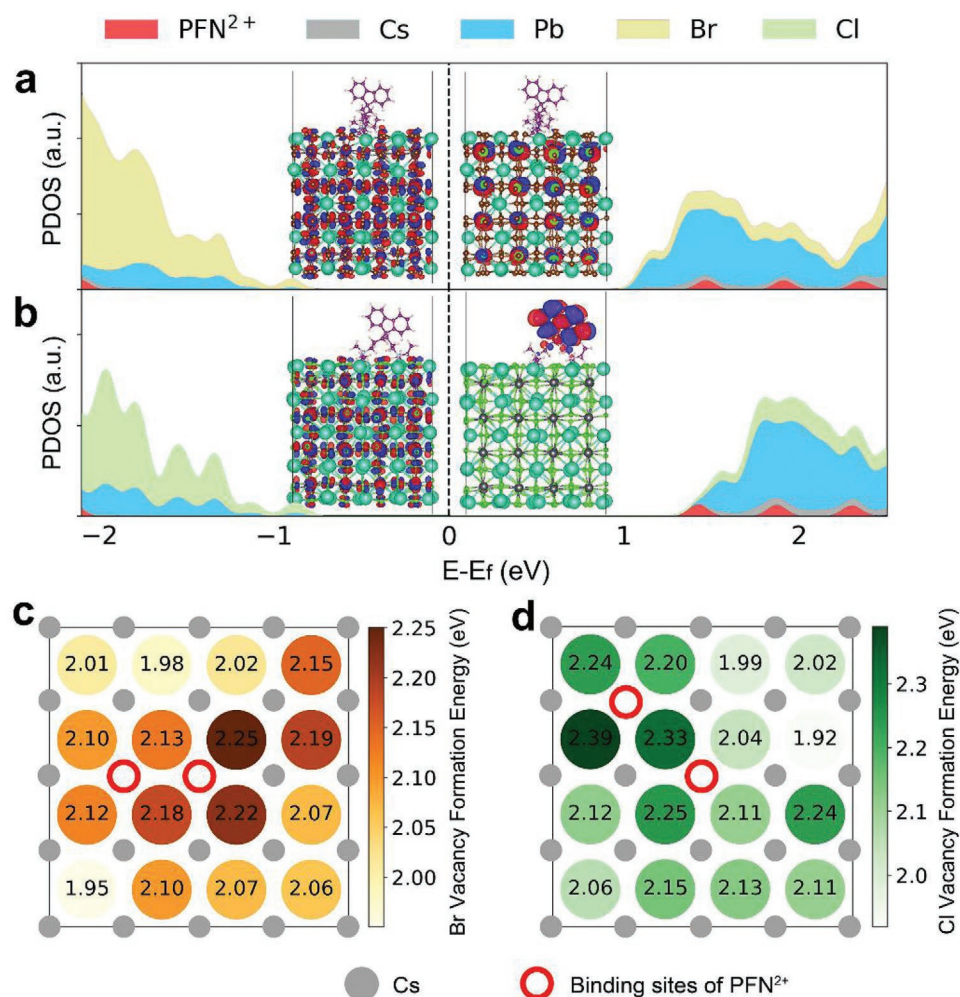 PFN²⁺ Cs Pb Br Cl
a
PDOS (a.u.)
b
PDOS (a.u.)
−2 −1 0 1 2
E-Ef (eV)
c
2.01 1.98 2.02 2.15
2.10 2.13 2.25 2.19
2.12 2.18 2.22 2.07
1.95 2.10 2.07 2.06
2.25
2.20
2.15
2.10
2.05
2.00
Br Vacancy Formation Energy (eV)
d
2.24 2.20 1.99 2.02
2.39 2.33 2.04 1.92
2.12 2.25 2.11 2.24
2.06 2.15 2.13 2.11
2.3
2.2
2.1
2.0
Cl Vacancy Formation Energy (eV)
Cs Binding sites of PFN²⁺